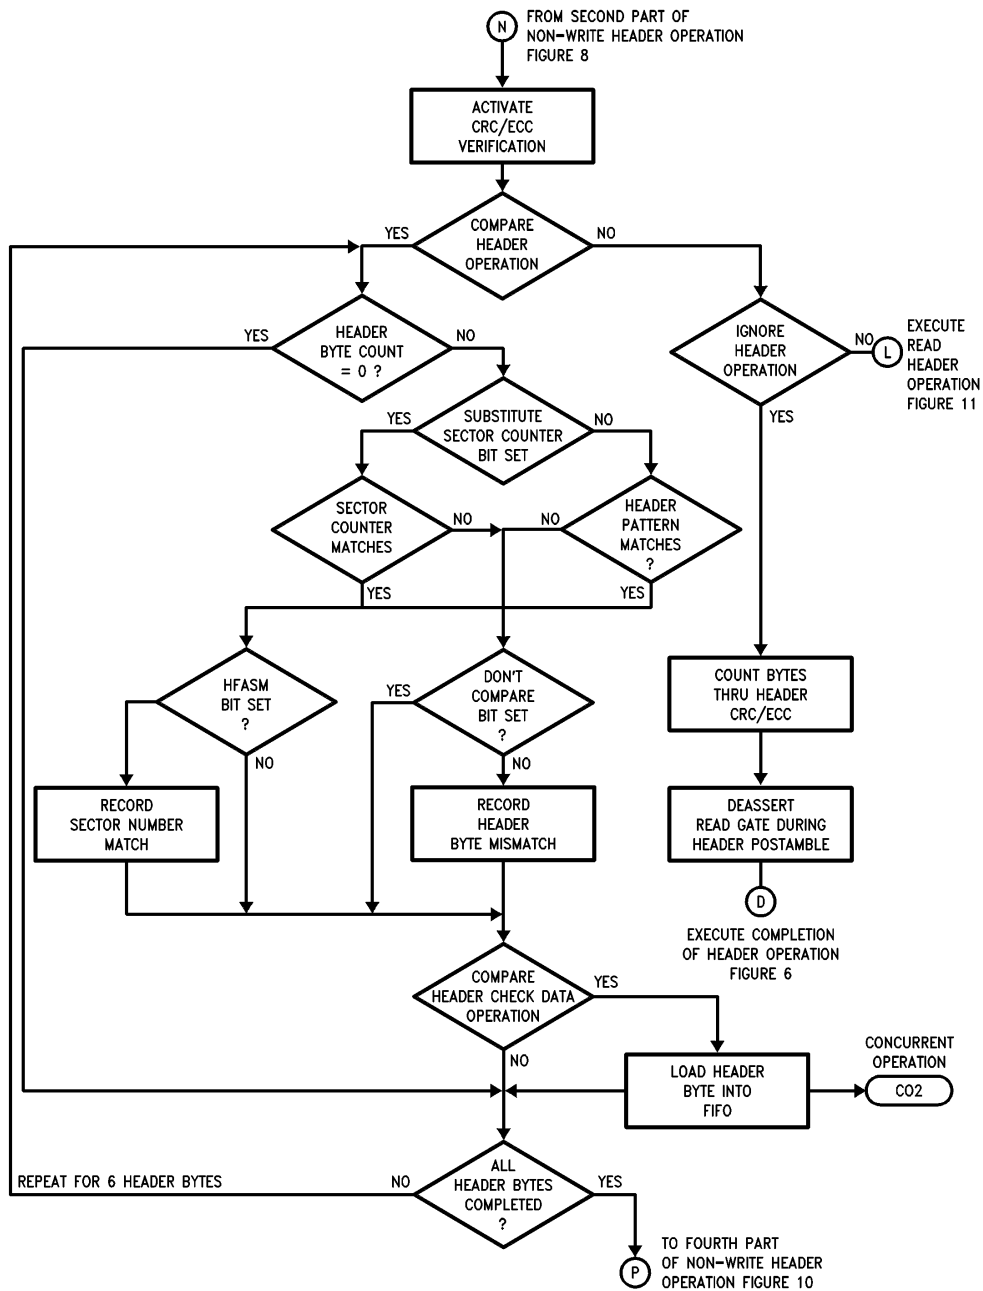 N
FROM SECOND PART OF
NON-WRITE HEADER OPERATION
FIGURE 8
ACTIVATE
CRC/ECC
VERIFICATION
COMPARE
HEADER
OPERATION
YES
NO
HEADER
BYTE COUNT
= 0 ?
YES
NO
IGNORE
HEADER
OPERATION
NO
L
EXECUTE
READ
HEADER
OPERATION
FIGURE 11
YES
SUBSTITUTE
SECTOR COUNTER
BIT SET
YES
NO
SECTOR
COUNTER
MATCHES
NO
YES
HEADER
PATTERN
MATCHES
?
NO
YES
HFASM
BIT SET
?
NO
DON'T
COMPARE
BIT SET
?
YES
NO
COUNT BYTES
THRU HEADER
CRC/ECC
RECORD
SECTOR NUMBER
MATCH
RECORD
HEADER
BYTE MISMATCH
DEASSERT
READ GATE DURING
HEADER POSTAMBLE
D
EXECUTE COMPLETION
OF HEADER OPERATION
FIGURE 6
COMPARE
HEADER CHECK DATA
OPERATION
YES
NO
LOAD HEADER
BYTE INTO
FIFO
CONCURRENT
OPERATION
CO2
ALL
HEADER BYTES
COMPLETED
?
REPEAT FOR 6 HEADER BYTES
NO
YES
P
TO FOURTH PART
OF NON-WRITE HEADER
OPERATION FIGURE 10